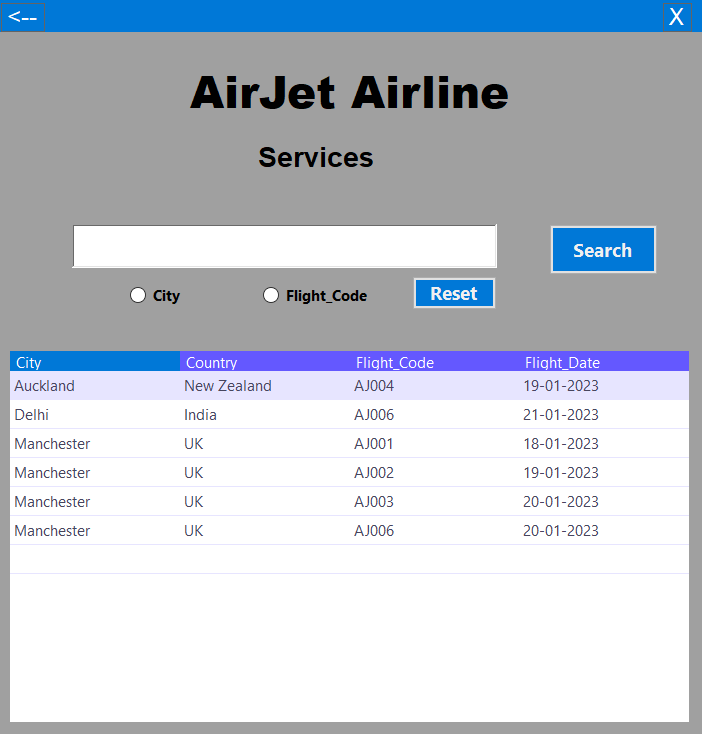 <-- X
AirJet Airline
Services
Search
City Flight_Code Reset
City Country Flight_Code Flight_Date
Auckland New Zealand AJ004 19-01-2023
Delhi India AJ006 21-01-2023
Manchester UK AJ001 18-01-2023
Manchester UK AJ002 19-01-2023
Manchester UK AJ003 20-01-2023
Manchester UK AJ006 20-01-2023